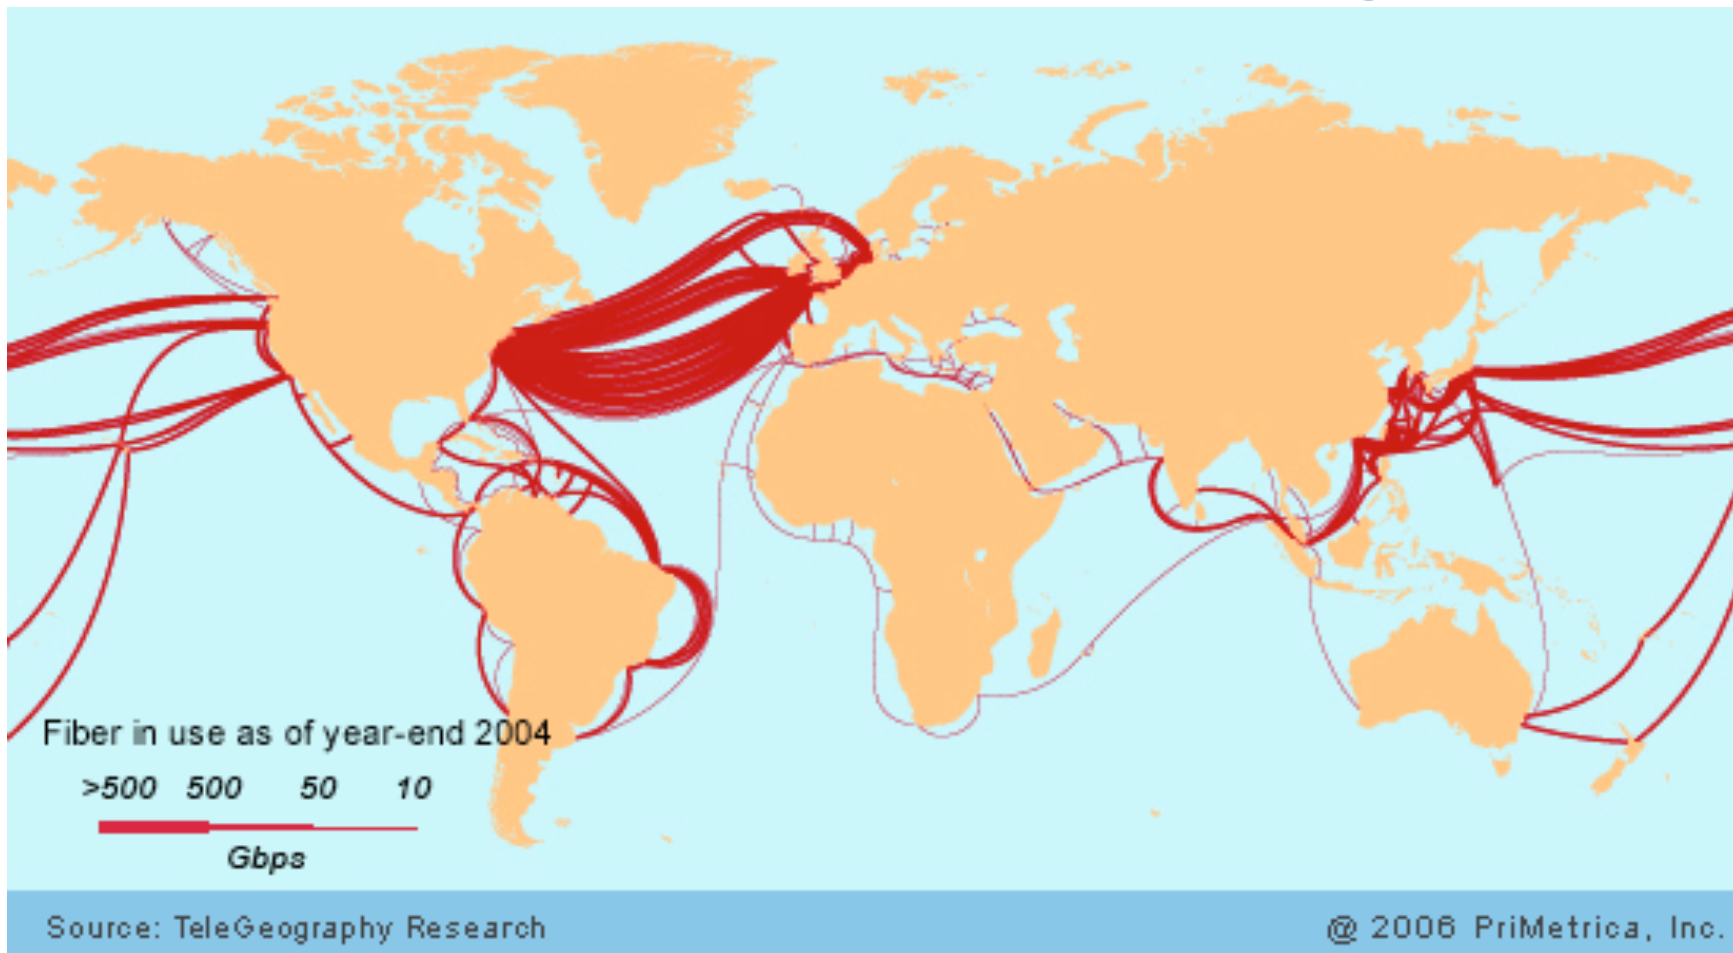 Fiber in use as of year-end 2004
>500 500 50 10
Gbps
Source: TeleGeography Research
@ 2006 PriMetrica, Inc.